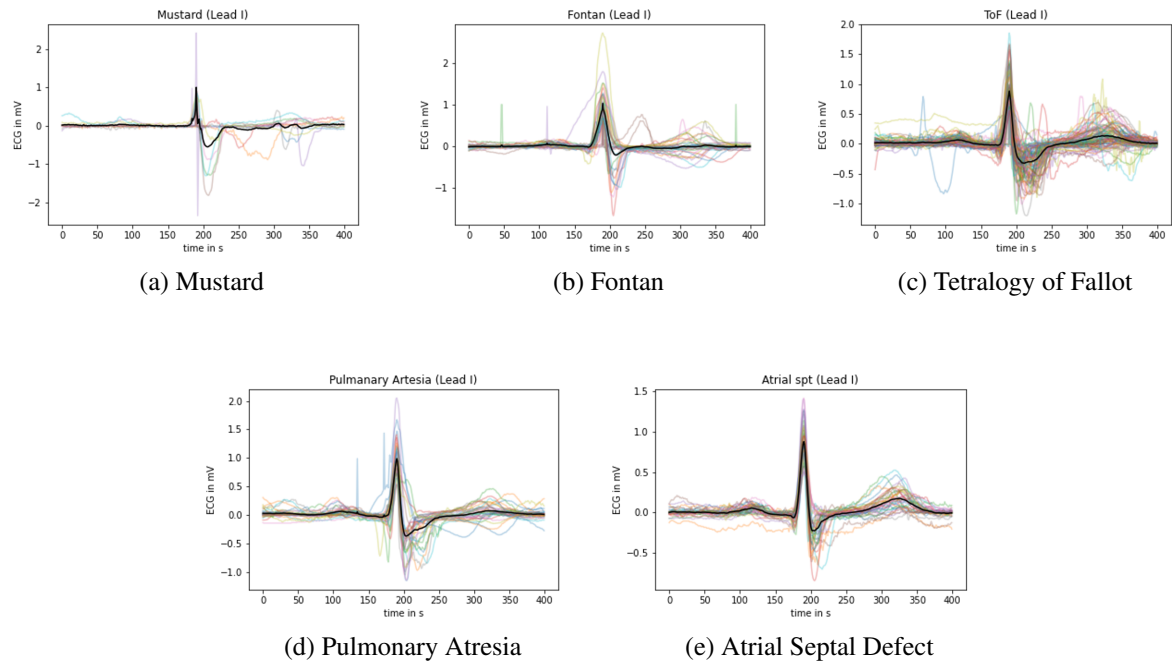 Mustard (Lead I)
2
1
0
−1
−2
ECG in mV
0 50 100 150 200 250 300 350 400
time in s
(a) Mustard
Fontan (Lead I)
2
1
0
−1
ECG in mV
0 50 100 150 200 250 300 350 400
time in s
(b) Fontan
ToF (Lead I)
2.0
1.5
1.0
0.5
0.0
−0.5
−1.0
ECG in mV
0 50 100 150 200 250 300 350 400
time in s
(c) Tetralogy of Fallot
Pulmanary Artesia (Lead I)
2.0
1.5
1.0
0.5
0.0
−0.5
−1.0
ECG in mV
0 50 100 150 200 250 300 350 400
time in s
(d) Pulmonary Atresia
Atrial spt (Lead I)
1.5
1.0
0.5
0.0
−0.5
ECG in mV
0 50 100 150 200 250 300 350 400
time in s
(e) Atrial Septal Defect